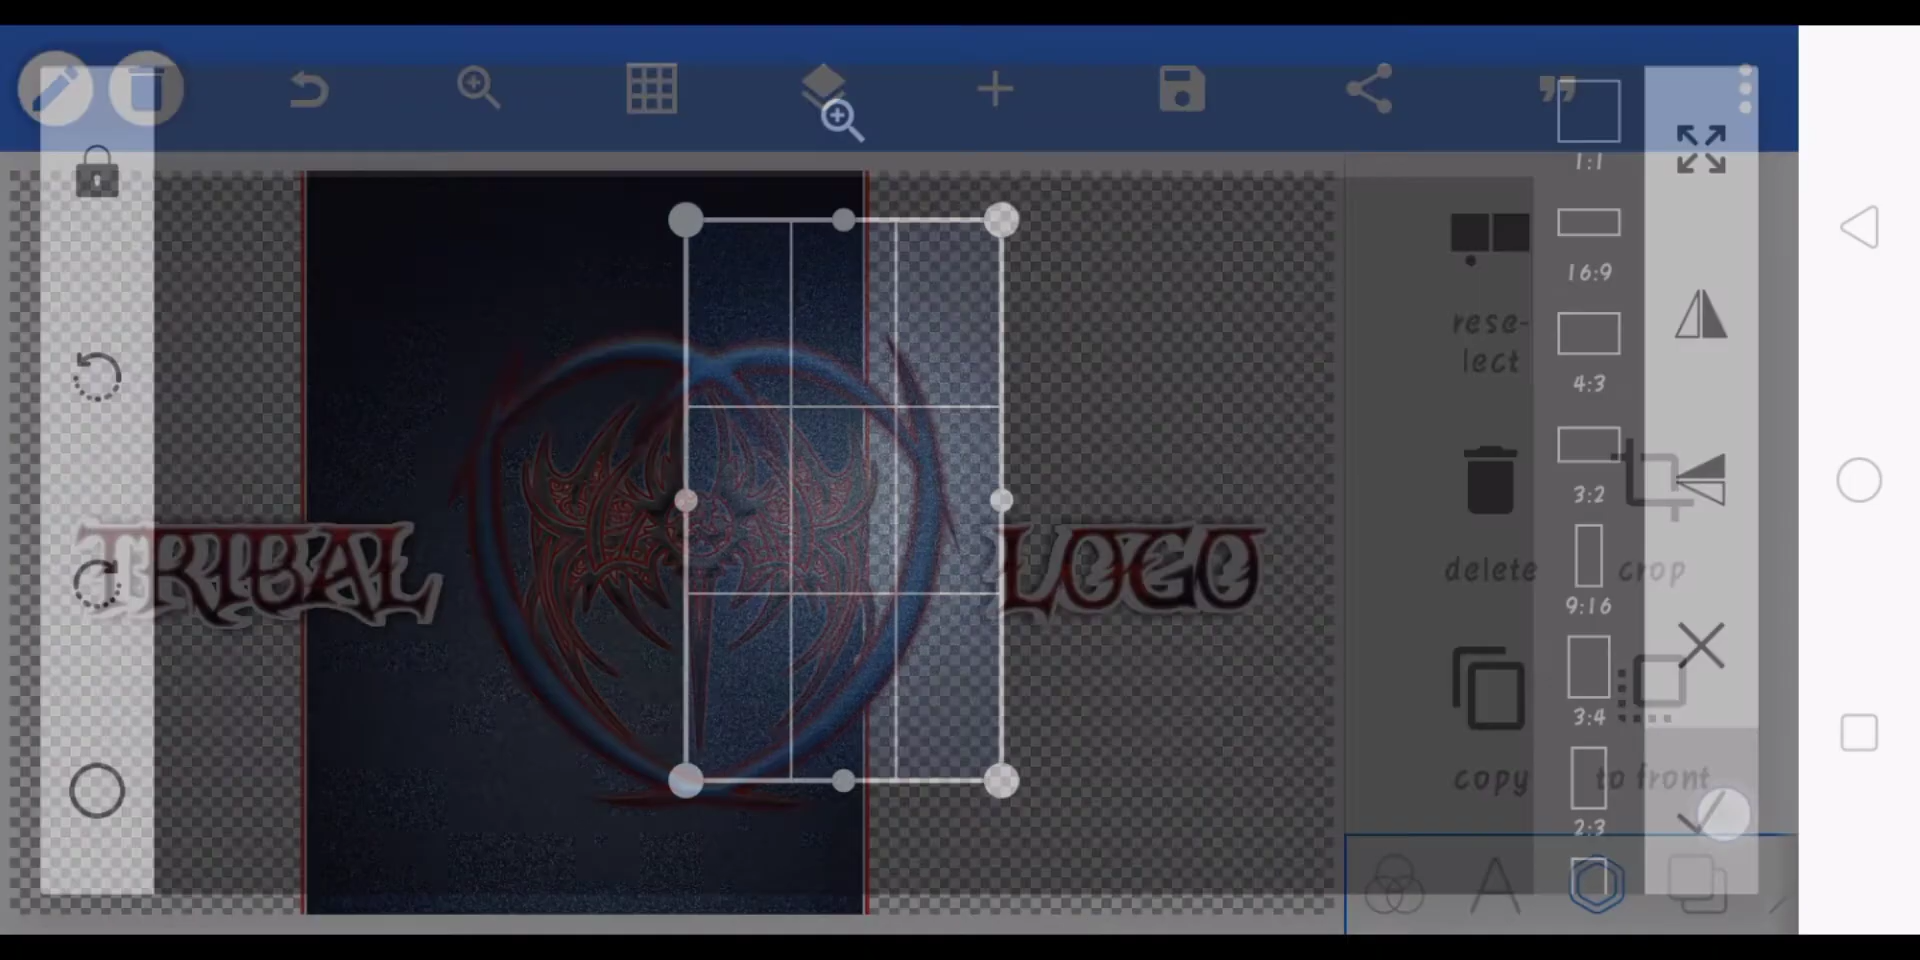 1:1
16:9
rese-
lect
4:3
3:2
TRIBAL
LOGO
delete
crop
9:16
3:4
copy
to front
2:3